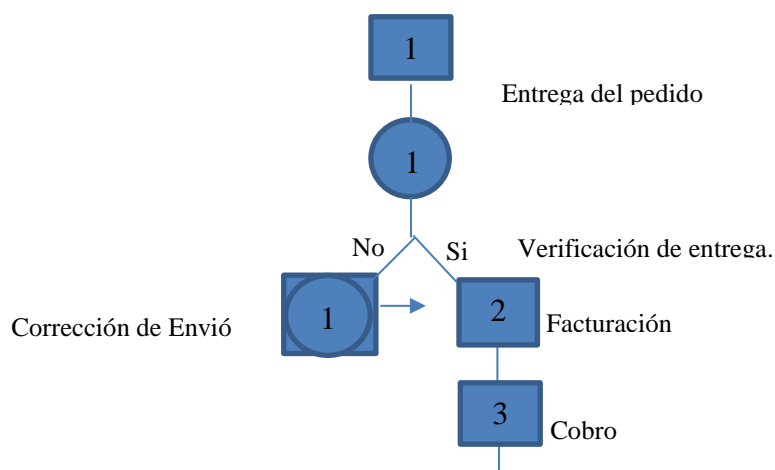 1
Entrega del pedido
1
No
Si
Verificación de entrega.
Corrección de Envió
1
2
Facturación
3
Cobro